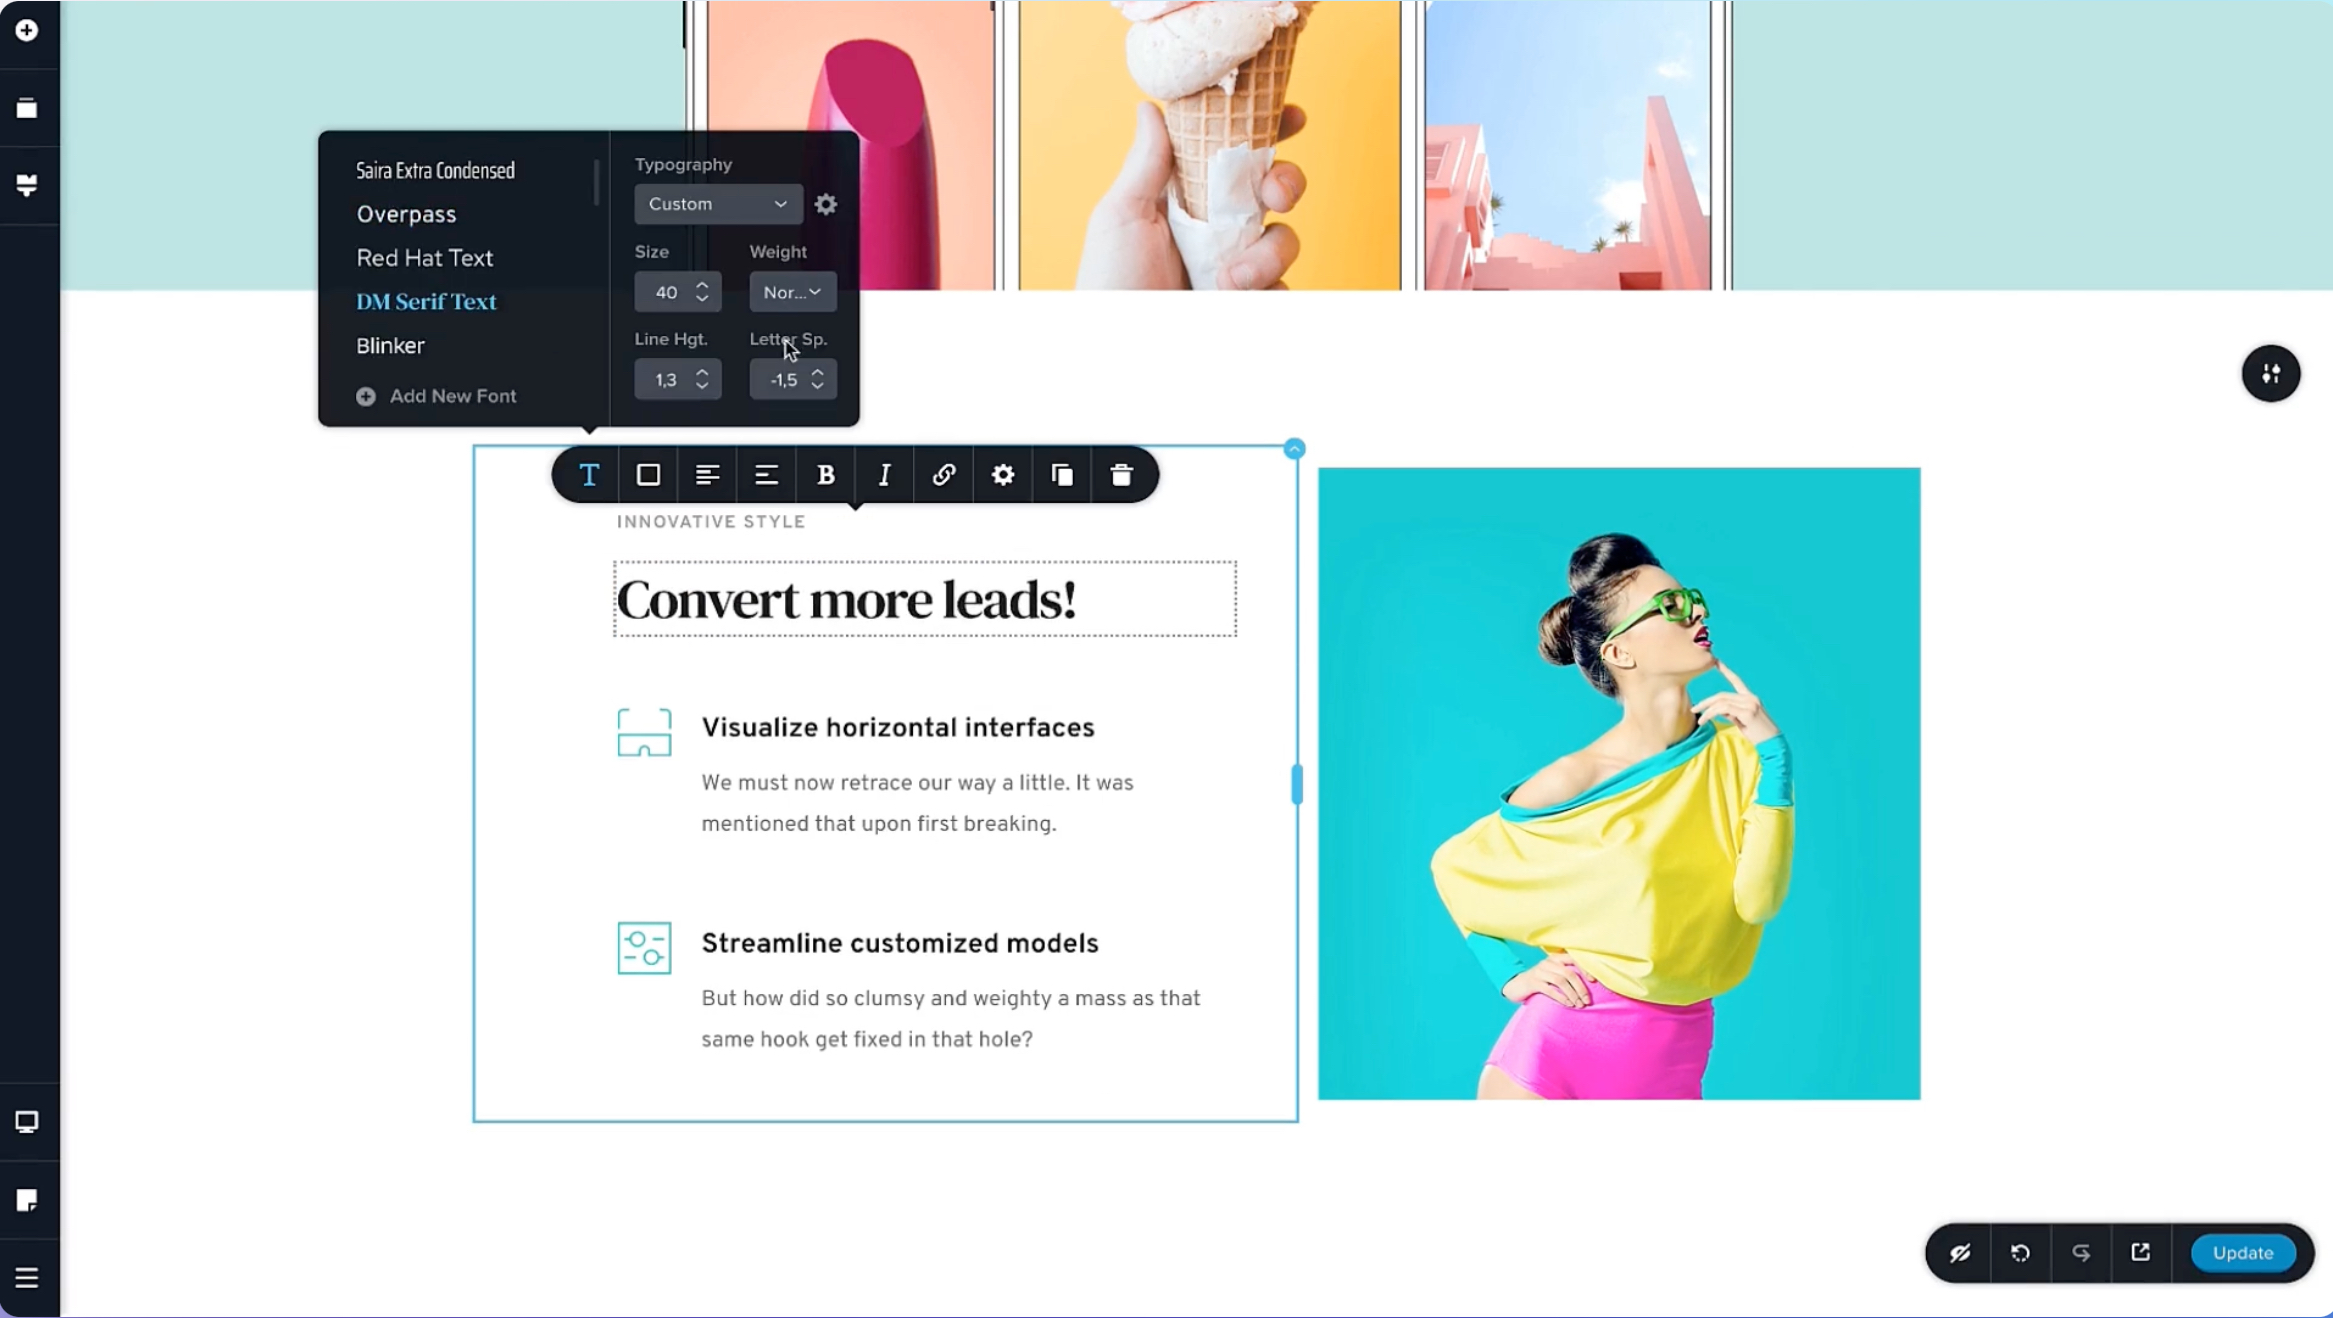 Saira Extra Condensed
Overpass
Red Hat Text
DM Serif Text
Blinker
Add New Font
Typography
Custom
Size
Weight
40
Nor...
Line Hgt.
Letter Sp.
1,3
-1,5
T
B
I
INNOVATIVE STYLE
Convert more leads!
Visualize horizontal interfaces
We must now retrace our way a little. It was
mentioned that upon first breaking.
Streamline customized models
But how did so clumsy and weighty a mass as that
same hook get fixed in that hole?
Update